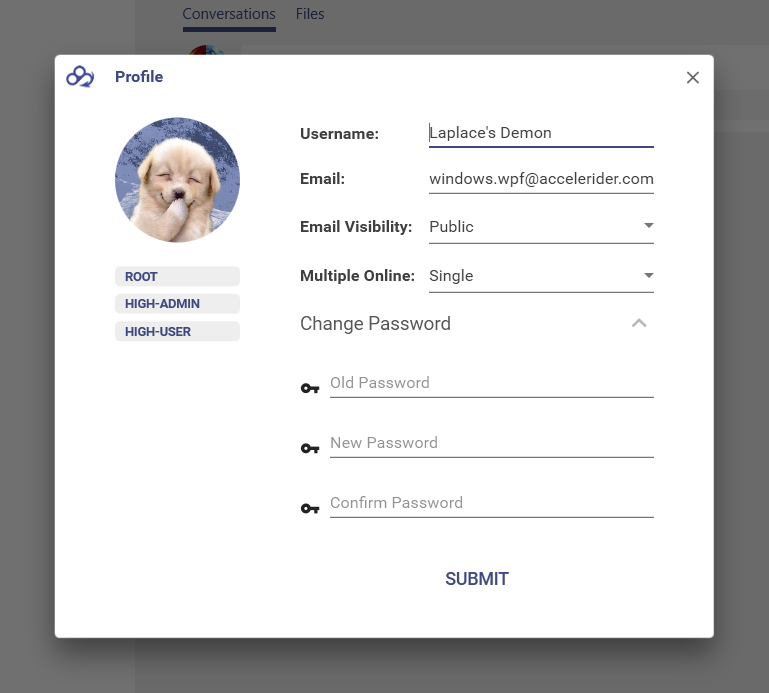 Conversations Files
Profile
Username: Laplace's Demon
Email: windows.wpf@accelerider.com
Email Visibility: Public
Multiple Online: Single
ROOT
HIGH-ADMIN
HIGH-USER
Change Password
Old Password
New Password
Confirm Password
SUBMIT